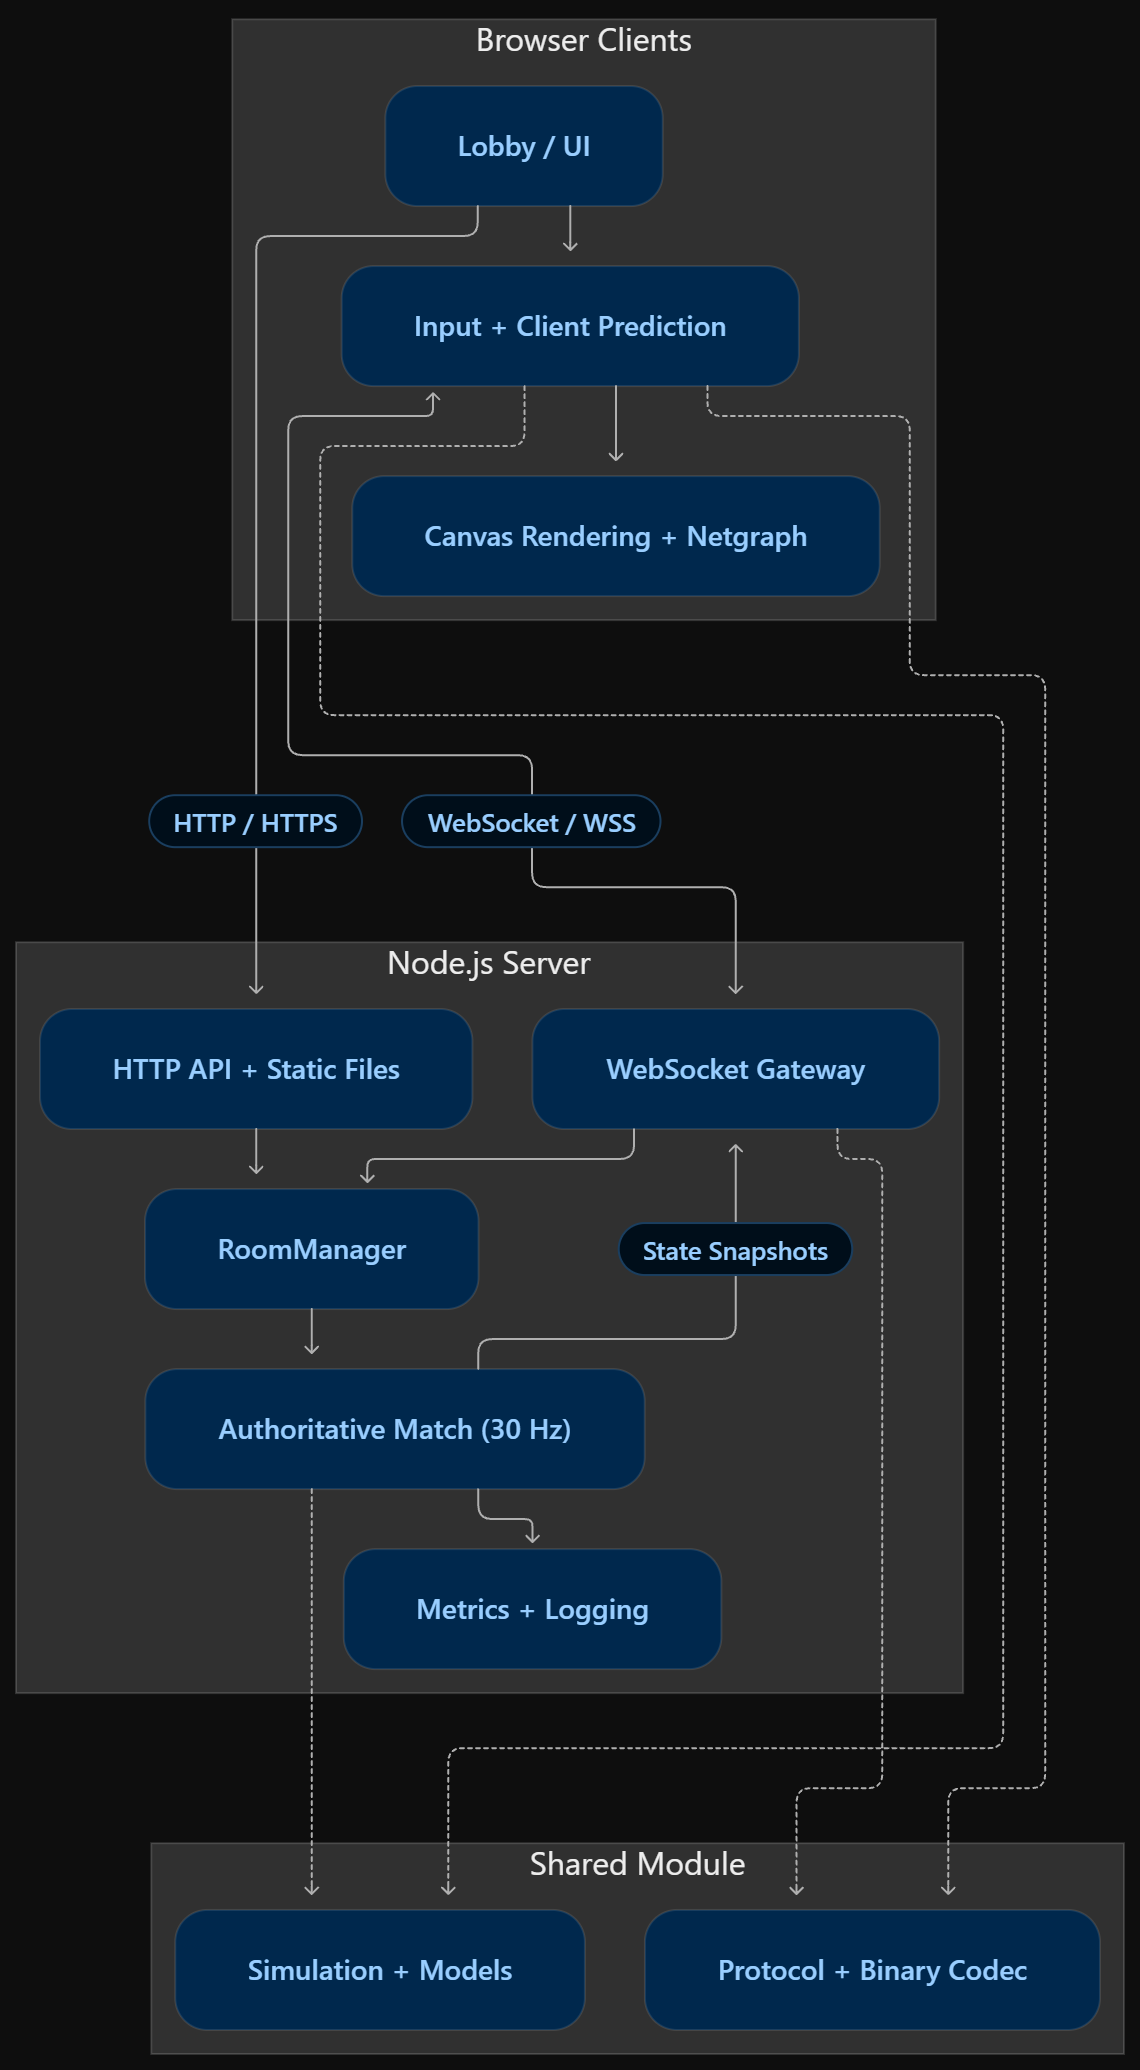 Browser Clients
Lobby / UI
Input + Client Prediction
Canvas Rendering + Netgraph
HTTP / HTTPS
WebSocket / WSS
Node.js Server
HTTP API + Static Files
WebSocket Gateway
RoomManager
State Snapshots
Authoritative Match (30 Hz)
Metrics + Logging
Shared Module
Simulation + Models
Protocol + Binary Codec